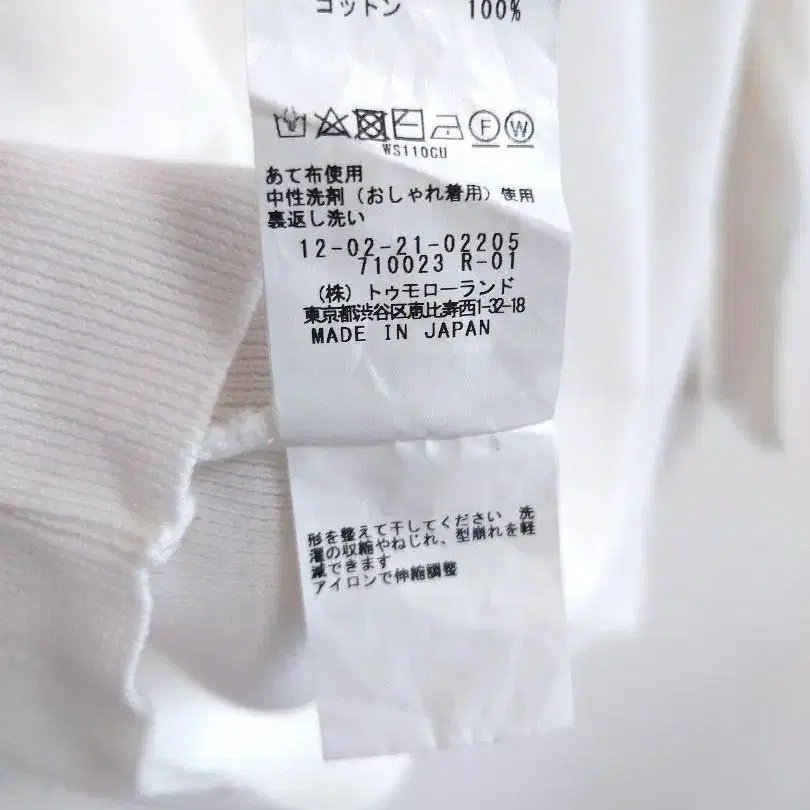 コットン 100%
F W
WS110CU
あて布使用
中性洗剤（おしゃれ着用）使用
裏返し洗い
12-02-21-02205
710023 R-01
（株）トゥモローランド
東京都渋谷区恵比寿西1-32-18
MADE IN JAPAN
形を整えて干してください 洗
濯の収縮やねじれ、型崩れを軽
減できます
アイロンで伸縮調整